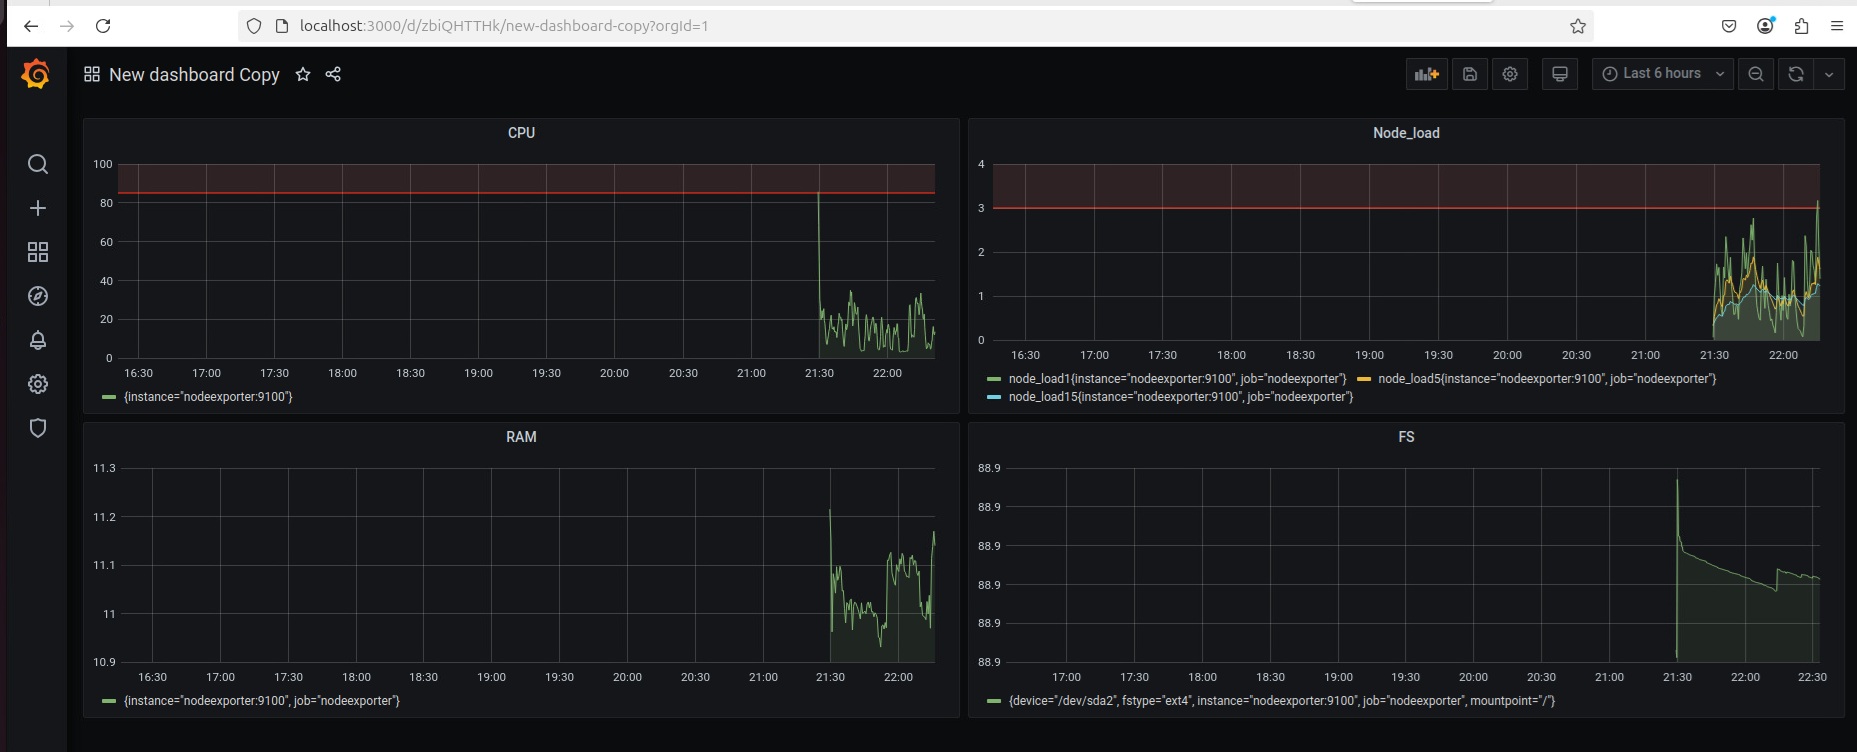 localhost:3000/d/zbiQHTTHk/new-dashboard-copy?orgId=1
New dashboard Copy
Last 6 hours
CPU
100
80
60
40
20
0
16:30 17:00 17:30 18:00 18:30 19:00 19:30 20:00 20:30 21:00 21:30 22:00
{instance="nodeexporter:9100"}
Node_load
4
3
2
1
0
16:30 17:00 17:30 18:00 18:30 19:00 19:30 20:00 20:30 21:00 21:30 22:00
node_load1{instance="nodeexporter:9100", job="nodeexporter"} node_load5{instance="nodeexporter:9100", job="nodeexporter"}
node_load15{instance="nodeexporter:9100", job="nodeexporter"}
RAM
11.3
11.2
11.1
11
10.9
16:30 17:00 17:30 18:00 18:30 19:00 19:30 20:00 20:30 21:00 21:30 22:00
{instance="nodeexporter:9100", job="nodeexporter"}
FS
88.9
88.9
88.9
88.9
88.9
88.9
17:00 17:30 18:00 18:30 19:00 19:30 20:00 20:30 21:00 21:30 22:00 22:30
{device="/dev/sda2", fstype="ext4", instance="nodeexporter:9100", job="nodeexporter", mountpoint="/"}